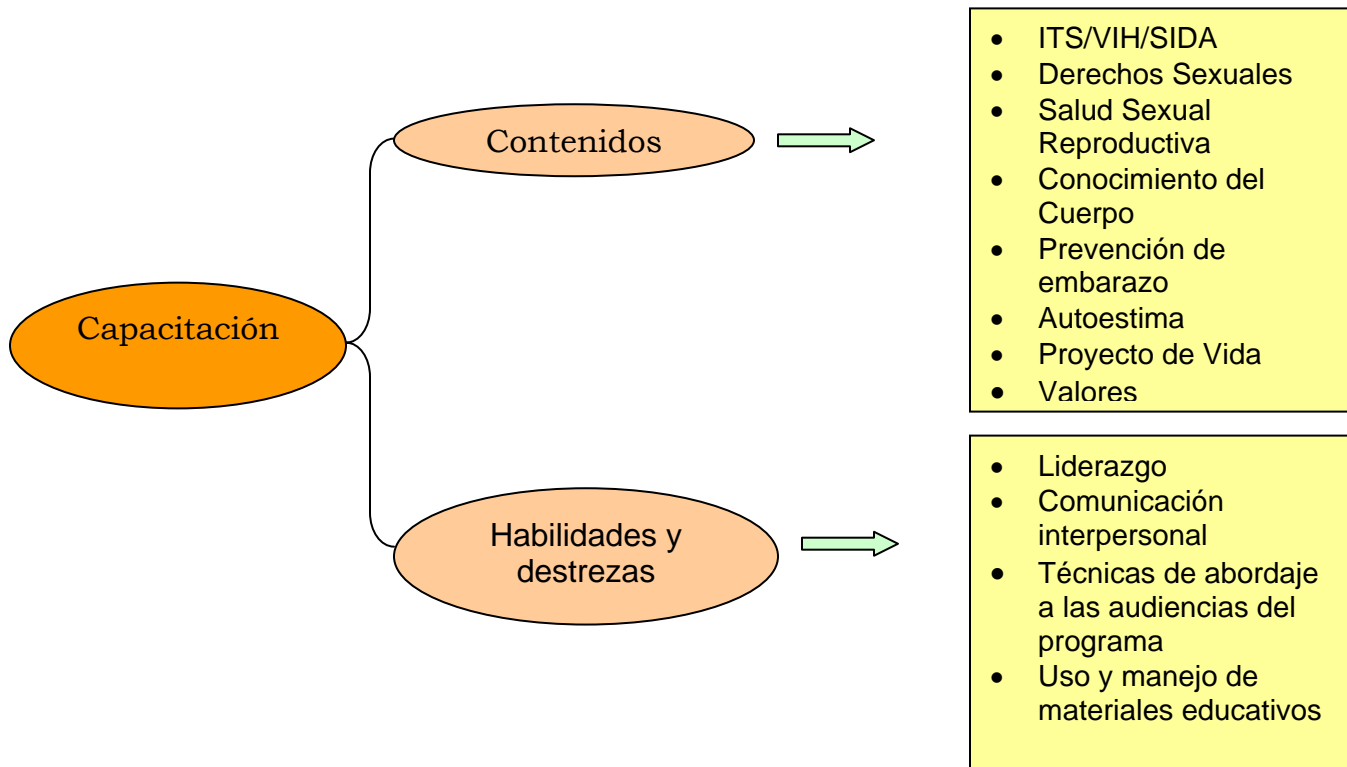 Capacitación
Contenidos
• ITS/VIH/SIDA
• Derechos Sexuales
• Salud Sexual
Reproductiva
• Conocimiento del
Cuerpo
• Prevención de
embarazo
• Autoestima
• Proyecto de Vida
• Valores
Habilidades y
destrezas
• Liderazgo
• Comunicación
interpersonal
• Técnicas de abordaje
a las audiencias del
programa
• Uso y manejo de
materiales educativos